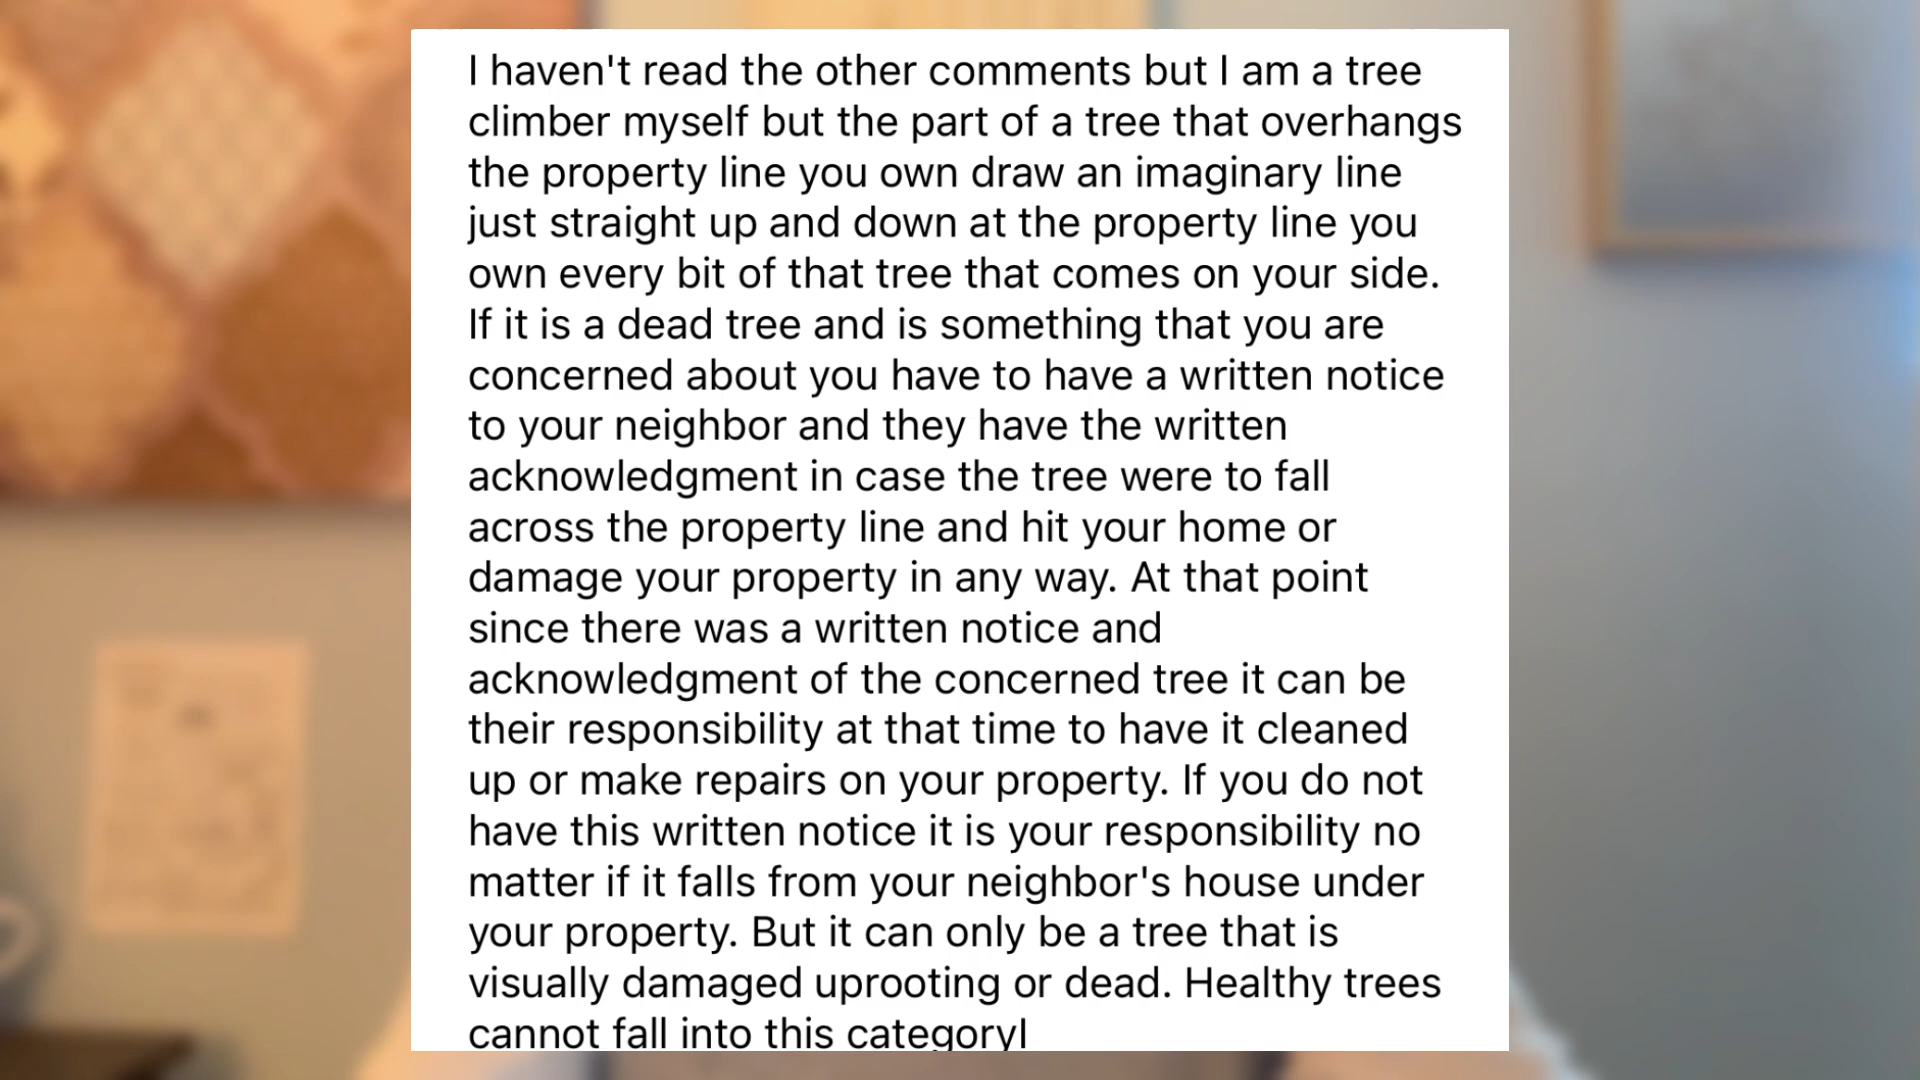 I haven't read the other comments but I am a tree
climber myself but the part of a tree that overhangs
the property line you own draw an imaginary line
just straight up and down at the property line you
own every bit of that tree that comes on your side.
If it is a dead tree and is something that you are
concerned about you have to have a written notice
to your neighbor and they have the written
acknowledgment in case the tree were to fall
across the property line and hit your home or
damage your property in any way. At that point
since there was a written notice and
acknowledgment of the concerned tree it can be
their responsibility at that time to have it cleaned
up or make repairs on your property. If you do not
have this written notice it is your responsibility no
matter if it falls from your neighbor's house under
your property. But it can only be a tree that is
visually damaged uprooting or dead. Healthy trees
cannot fall into this categoryI